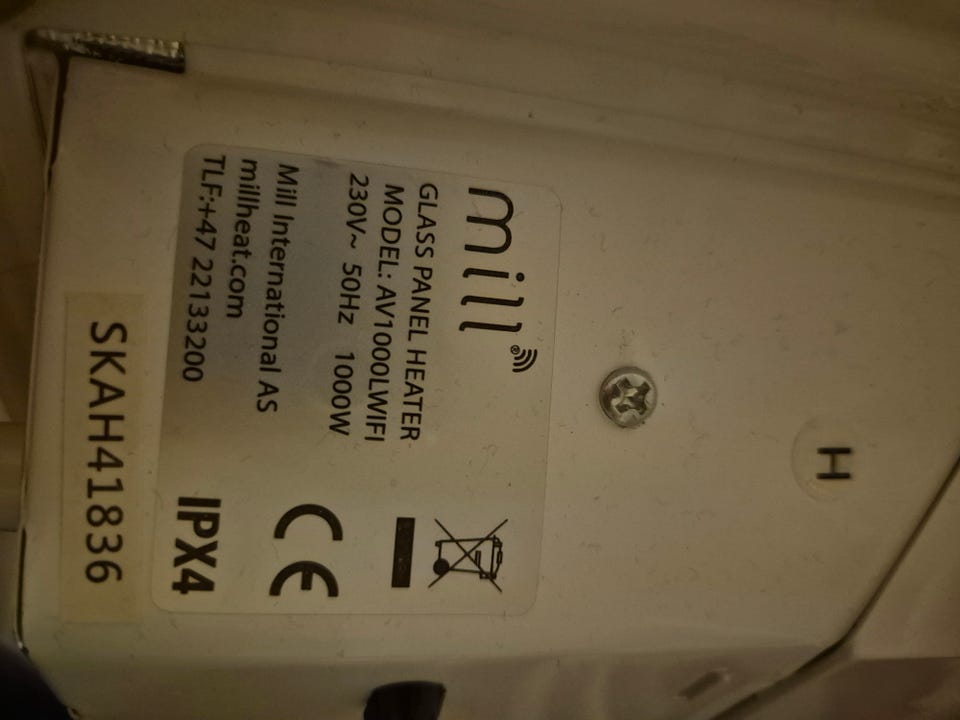 mill®
GLASS PANEL HEATER
MODEL: AV1000LWIFI
230V~ 50Hz 1000W
Mill International AS
millheat.com
TLF:+47 22133200
CE
IPX4
SKAH41836
H